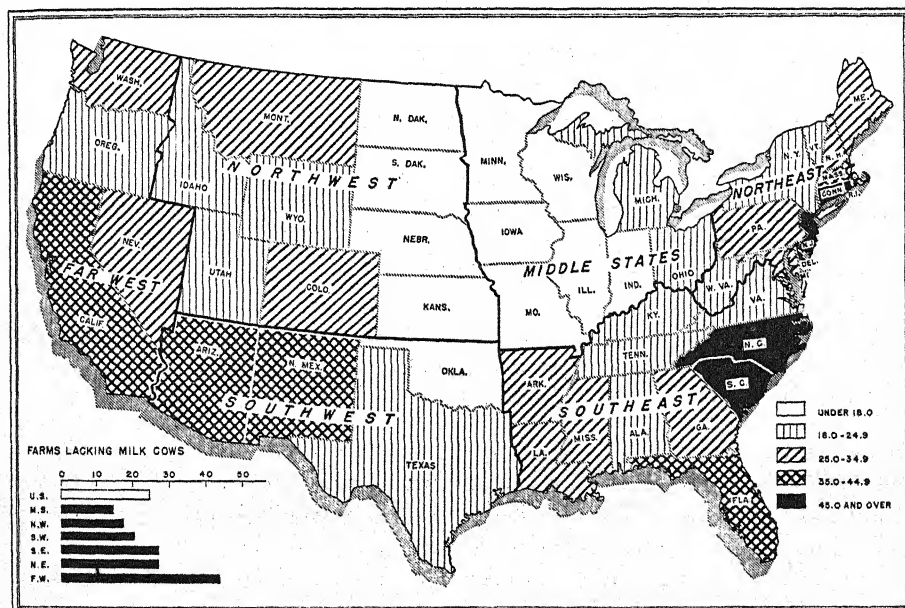 WASH.
MONT.
N. DAK.
MINN.
ME.
OREG.
IDAHO
S. DAK.
WIS.
MICH.
N.Y.
VT.
N.H.
MASS.
CONN.
R.I.
NORTHWEST
NORTHEAST
WYO.
NEBR.
IOWA
PA.
N.J.
NEV.
UTAH
COLO.
KANS.
MO.
ILL.
IND.
OHIO
W. VA.
VA.
DEL.
FAR WEST
MIDDLE STATES
CALIF.
KY.
TENN.
N. C.
S. C.
ARIZ.
N. MEX.
OKLA.
ARK.
SOUTHWEST
SOUTHEAST
TEXAS
LA.
MISS.
ALA.
GA.
FLA.
UNDER 15.0
15.0-24.9
25.0-34.9
35.0-44.9
45.0 AND OVER
FARMS LACKING MILK COWS
0 10 20 30 40 50
U.S.
M.S.
N.W.
S.W.
S.E.
N.E.
F.W.